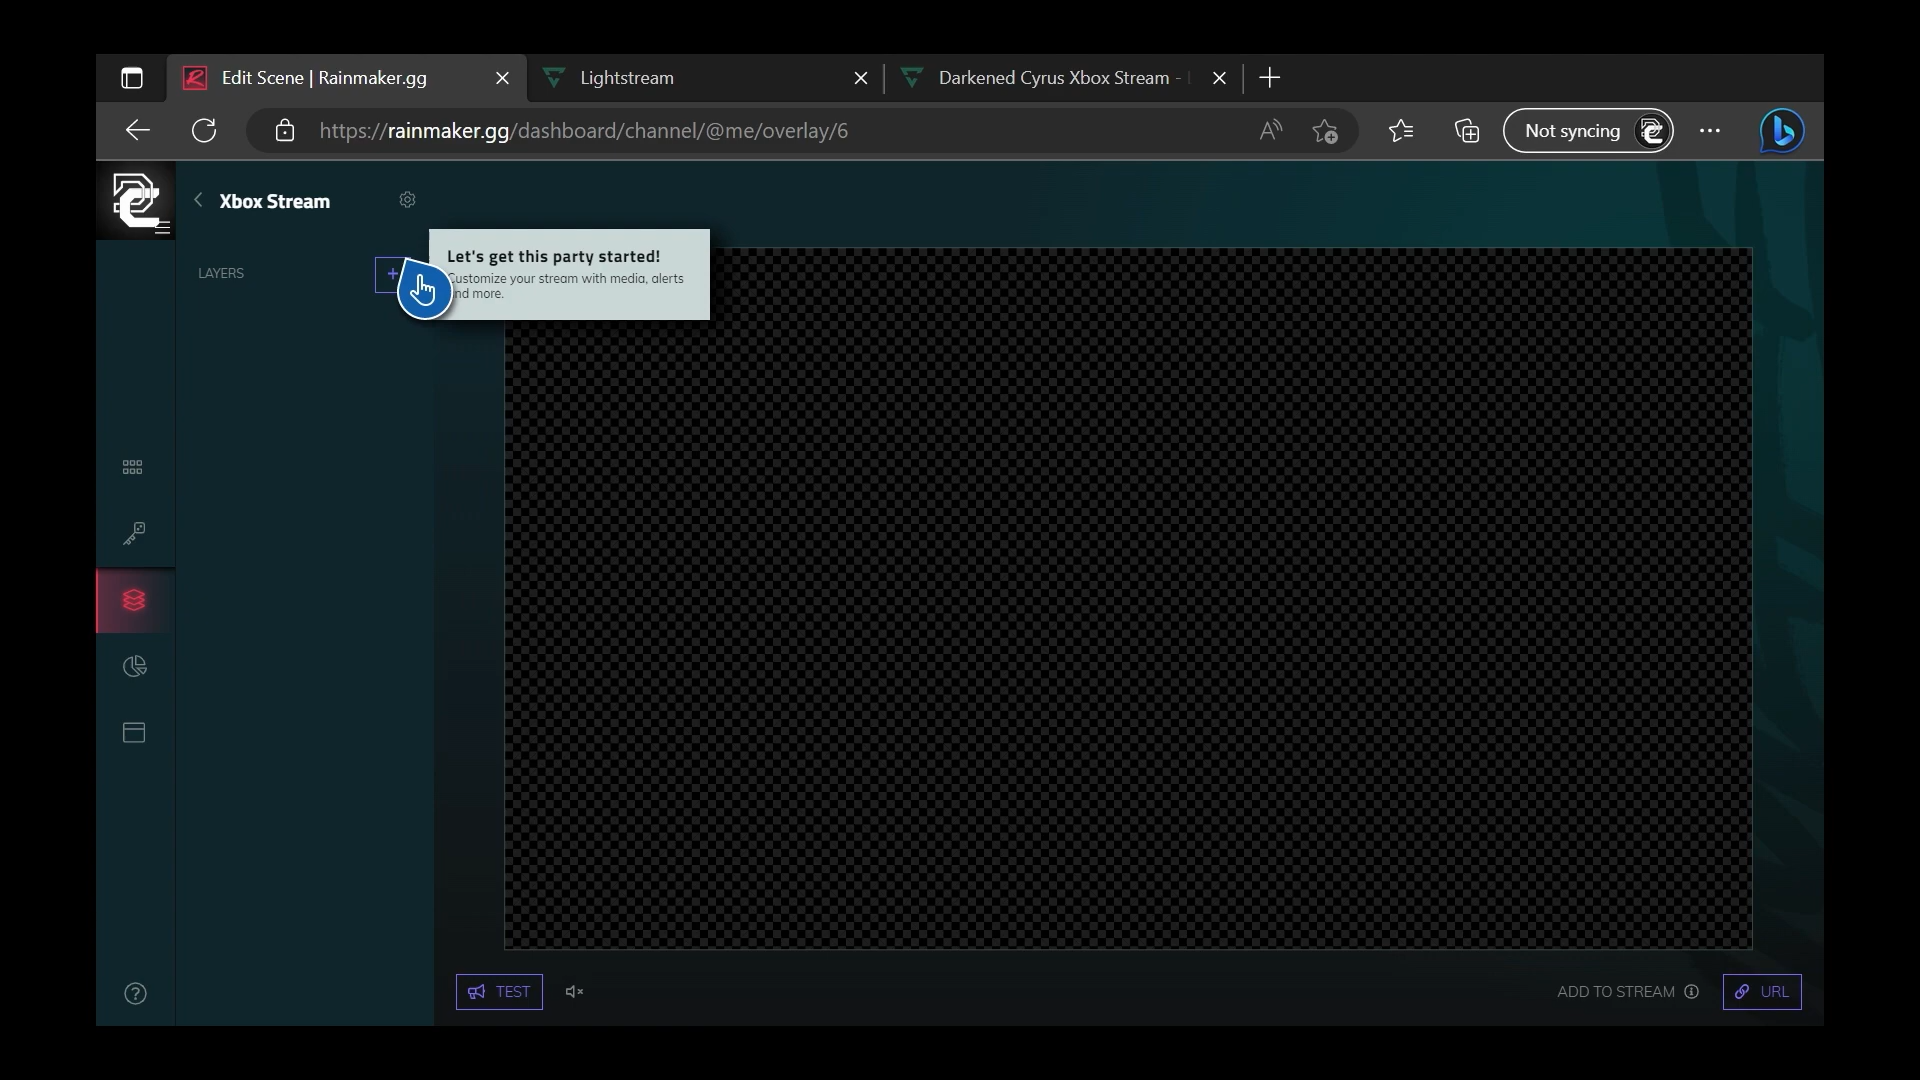 Edit Scene | Rainmaker.gg
Lightstream
Darkened Cyrus Xbox Stream -
https://rainmaker.gg/dashboard/channel/@me/overlay/6
Not syncing
Xbox Stream
Let's get this party started!
LAYERS
Customize your stream with media, alerts
and more.
TEST
ADD TO STREAM
URL